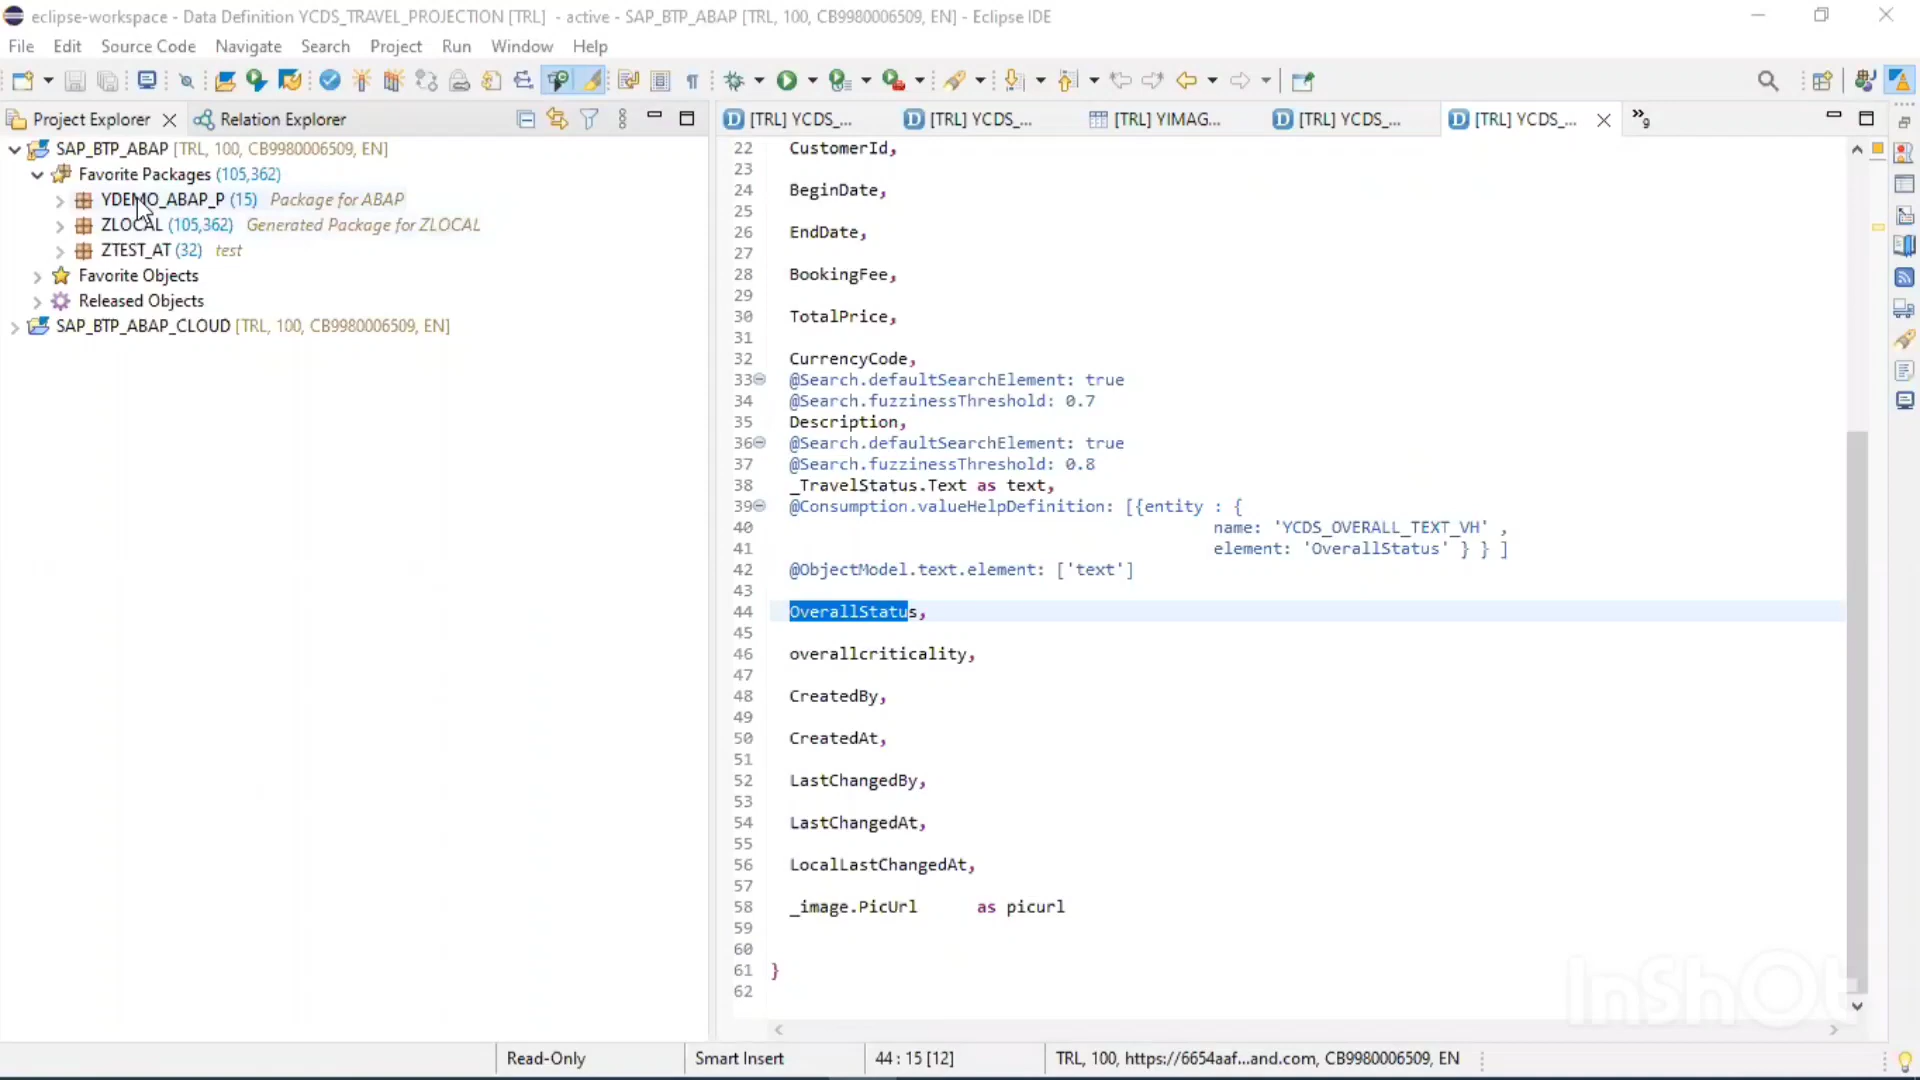 eclipse-workspace - Data Definition YCDS_TRAVEL_PROJECTION [TRL]  - active - SAP_BTP_ABAP [TRL, 100, CB9980006509, EN] - Eclipse IDE
File Edit Source Code Navigate Search Project Run Window Help
Project Explorer Relation Explorer
[TRL] YCDS_... [TRL] YCDS_... [TRL] YIMAG... [TRL] YCDS_... [TRL] YCDS_... »9
SAP_BTP_ABAP [TRL, 100, CB9980006509, EN]
Favorite Packages (105,362)
YDEMO_ABAP_P (15) Package for ABAP
ZLOCAL (105,362) Generated Package for ZLOCAL
ZTEST_AT (32) test
Favorite Objects
Released Objects
SAP_BTP_ABAP_CLOUD [TRL, 100, CB9980006509, EN]
22 CustomerId,
23
24 BeginDate,
25
26 EndDate,
27
28 BookingFee,
29
30 TotalPrice,
31
32 CurrencyCode,
33 @Search.defaultSearchElement: true
34 @Search.fuzzinessThreshold: 0.7
35 Description,
36 @Search.defaultSearchElement: true
37 @Search.fuzzinessThreshold: 0.8
38 _TravelStatus.Text as text,
39 @Consumption.valueHelpDefinition: [{entity : {
40 name: 'YCDS_OVERALL_TEXT_VH' ,
41 element: 'OverallStatus' } } ]
42 @ObjectModel.text.element: ['text']
43
44 OverallStatus,
45
46 overallcriticality,
47
48 CreatedBy,
49
50 CreatedAt,
51
52 LastChangedBy,
53
54 LastChangedAt,
55
56 LocalLastChangedAt,
57
58 _image.PicUrl as picurl
59
60
61 }
62
InShOt
Read-Only Smart Insert 44 : 15 [12] TRL, 100, https://6654aaf...and.com, CB9980006509, EN